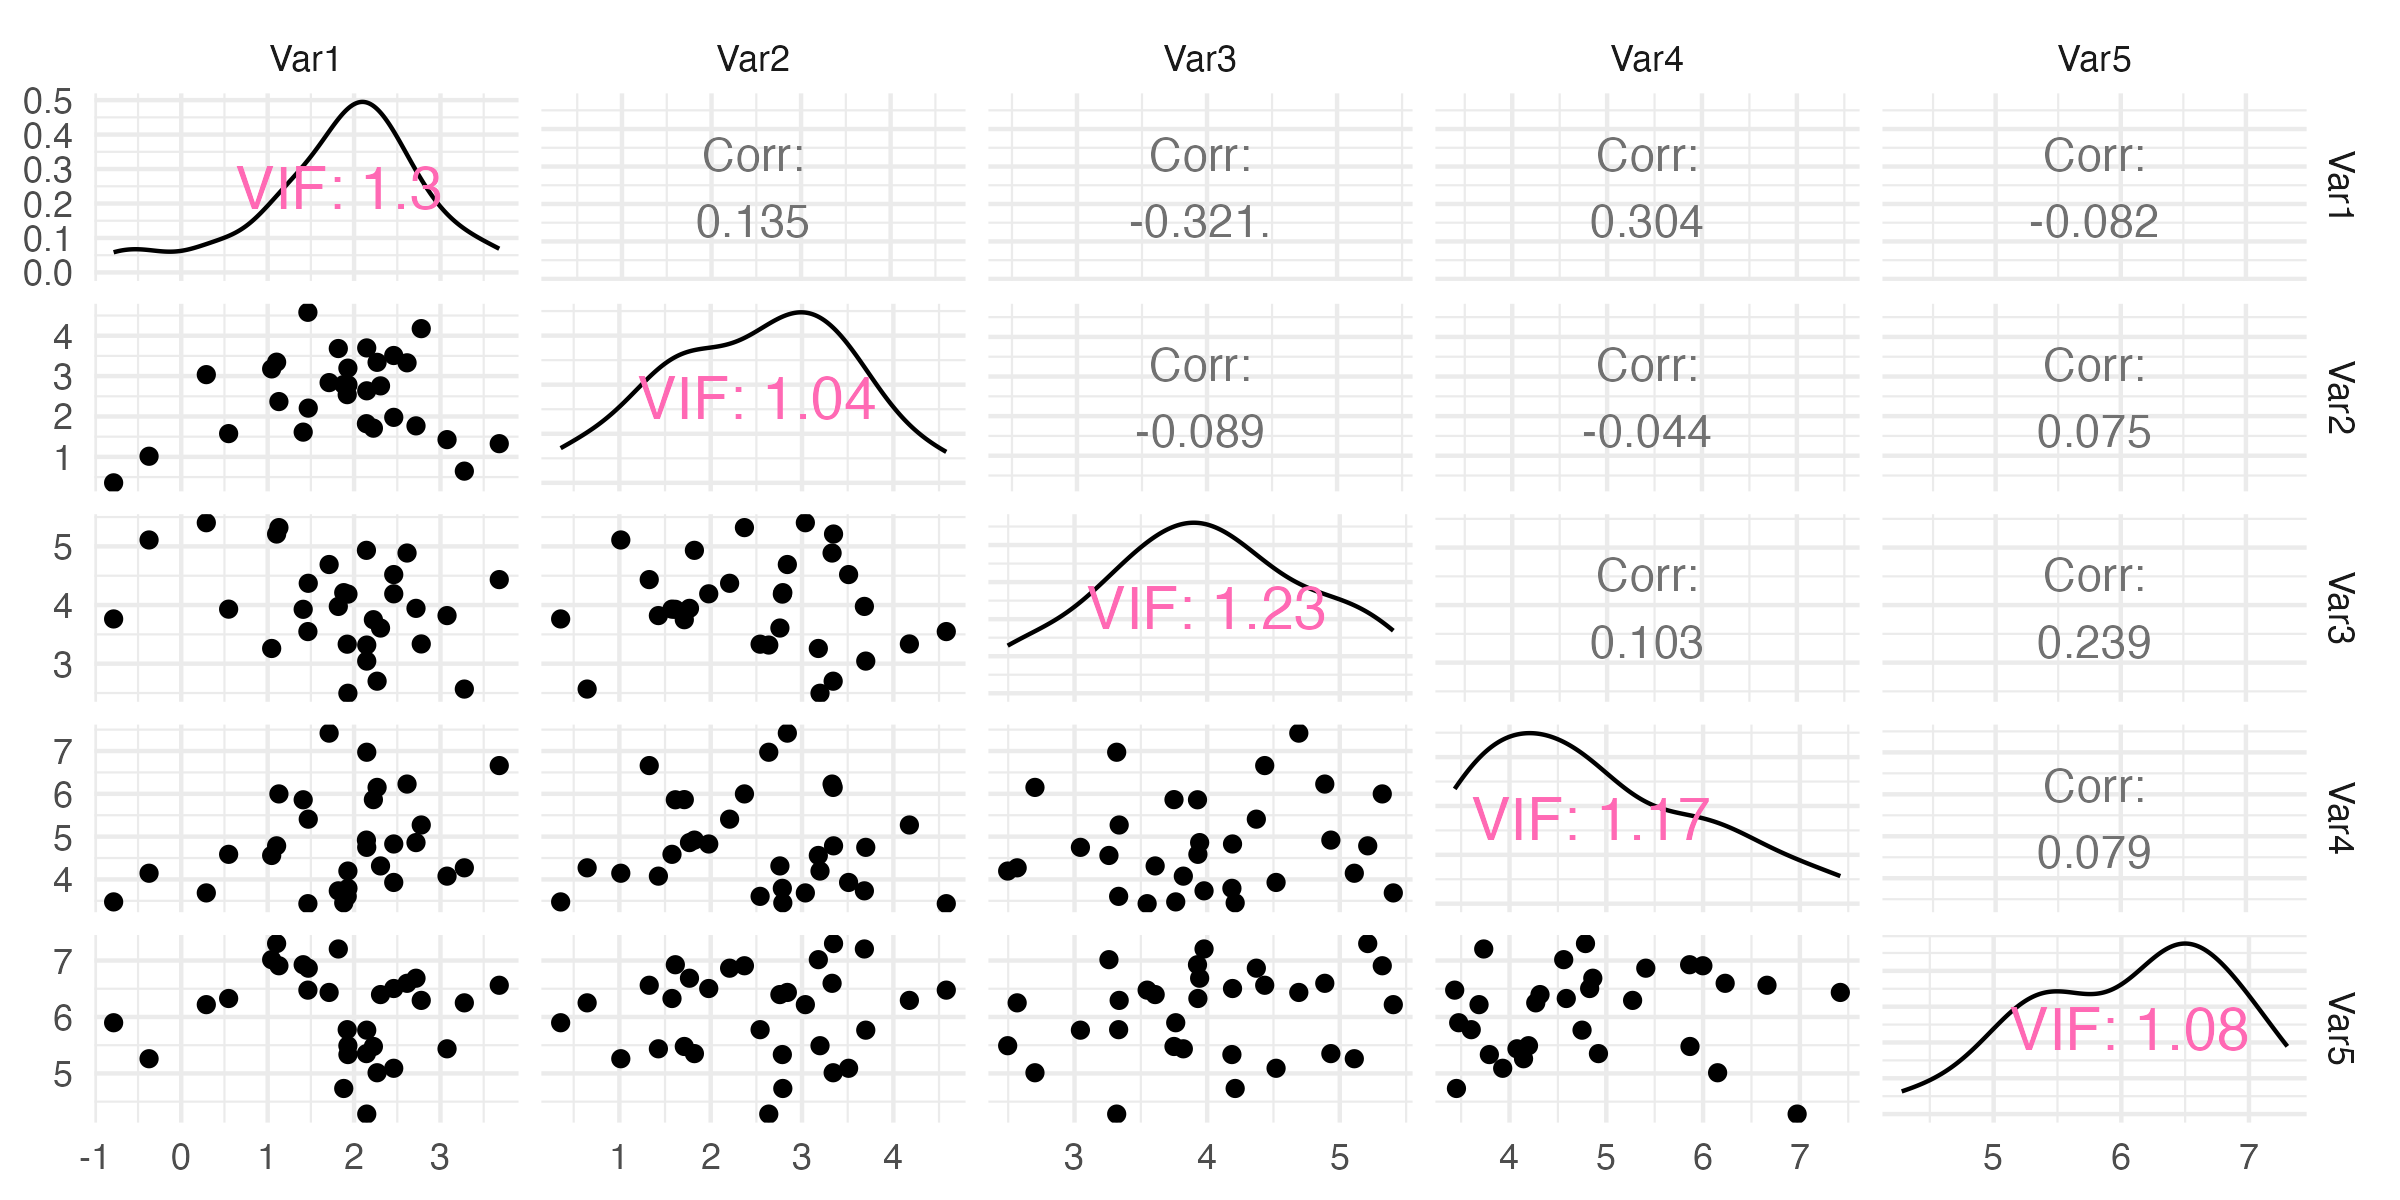 Var1 Var2 Var3 Var4 Var5
0.5
0.4
0.3
0.2
0.1
0.0
VIF: 1.3
Corr:
0.135
Corr:
-0.321.
Corr:
0.304
Corr:
-0.082
Var1
4
3
2
1
VIF: 1.04
Corr:
-0.089
Corr:
-0.044
Corr:
0.075
Var2
5
4
3
VIF: 1.23
Corr:
0.103
Corr:
0.239
Var3
7
6
5
4
VIF: 1.17
Corr:
0.079
Var4
7
6
5
VIF: 1.08
Var5
-1 0 1 2 3 1 2 3 4 3 4 5 4 5 6 7 5 6 7